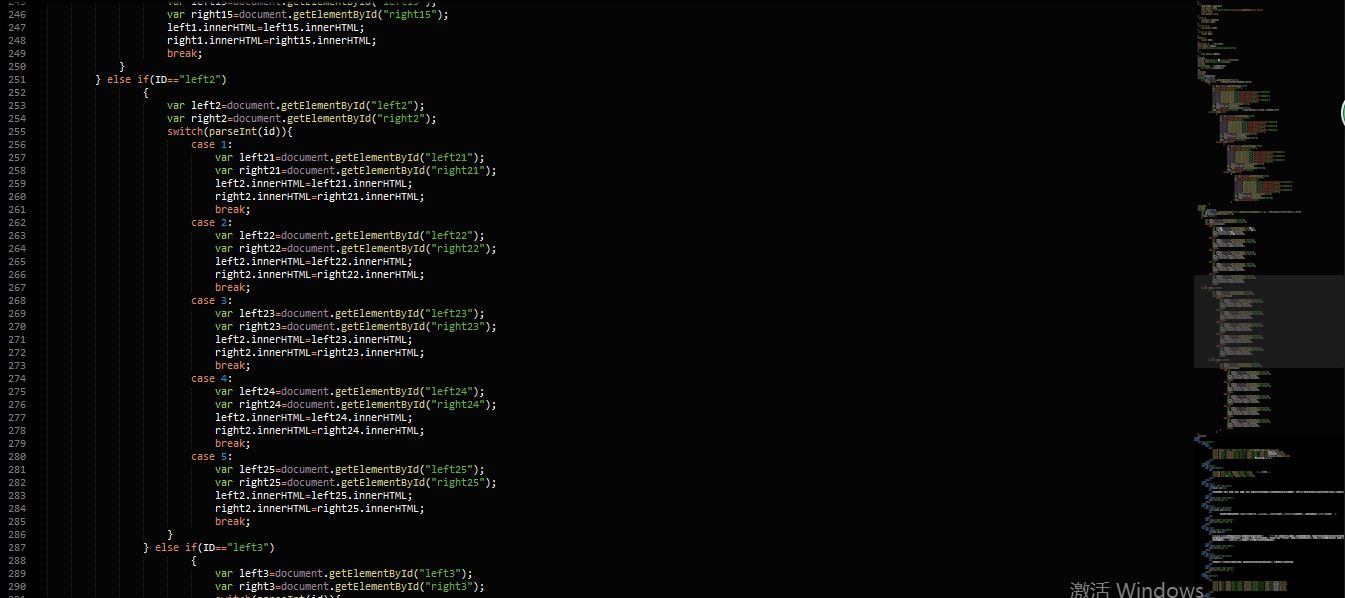 245 var left15=document.getElementById("left15");
246 var right15=document.getElementById("right15");
247 left1.innerHTML=left15.innerHTML;
248 right1.innerHTML=right15.innerHTML;
249 break;
250 }
251 } else if(ID=="left2")
252 {
253 var left2=document.getElementById("left2");
254 var right2=document.getElementById("right2");
255 switch(parseInt(id)){
256 case 1:
257 var left21=document.getElementById("left21");
258 var right21=document.getElementById("right21");
259 left2.innerHTML=left21.innerHTML;
260 right2.innerHTML=right21.innerHTML;
261 break;
262 case 2:
263 var left22=document.getElementById("left22");
264 var right22=document.getElementById("right22");
265 left2.innerHTML=left22.innerHTML;
266 right2.innerHTML=right22.innerHTML;
267 break;
268 case 3:
269 var left23=document.getElementById("left23");
270 var right23=document.getElementById("right23");
271 left2.innerHTML=left23.innerHTML;
272 right2.innerHTML=right23.innerHTML;
273 break;
274 case 4:
275 var left24=document.getElementById("left24");
276 var right24=document.getElementById("right24");
277 left2.innerHTML=left24.innerHTML;
278 right2.innerHTML=right24.innerHTML;
279 break;
280 case 5:
281 var left25=document.getElementById("left25");
282 var right25=document.getElementById("right25");
283 left2.innerHTML=left25.innerHTML;
284 right2.innerHTML=right25.innerHTML;
285 break;
286 }
287 } else if(ID=="left3")
288 {
289 var left3=document.getElementById("left3");
290 var right3=document.getElementById("right3");
291 switch(parseInt(id)){
激活 Windows